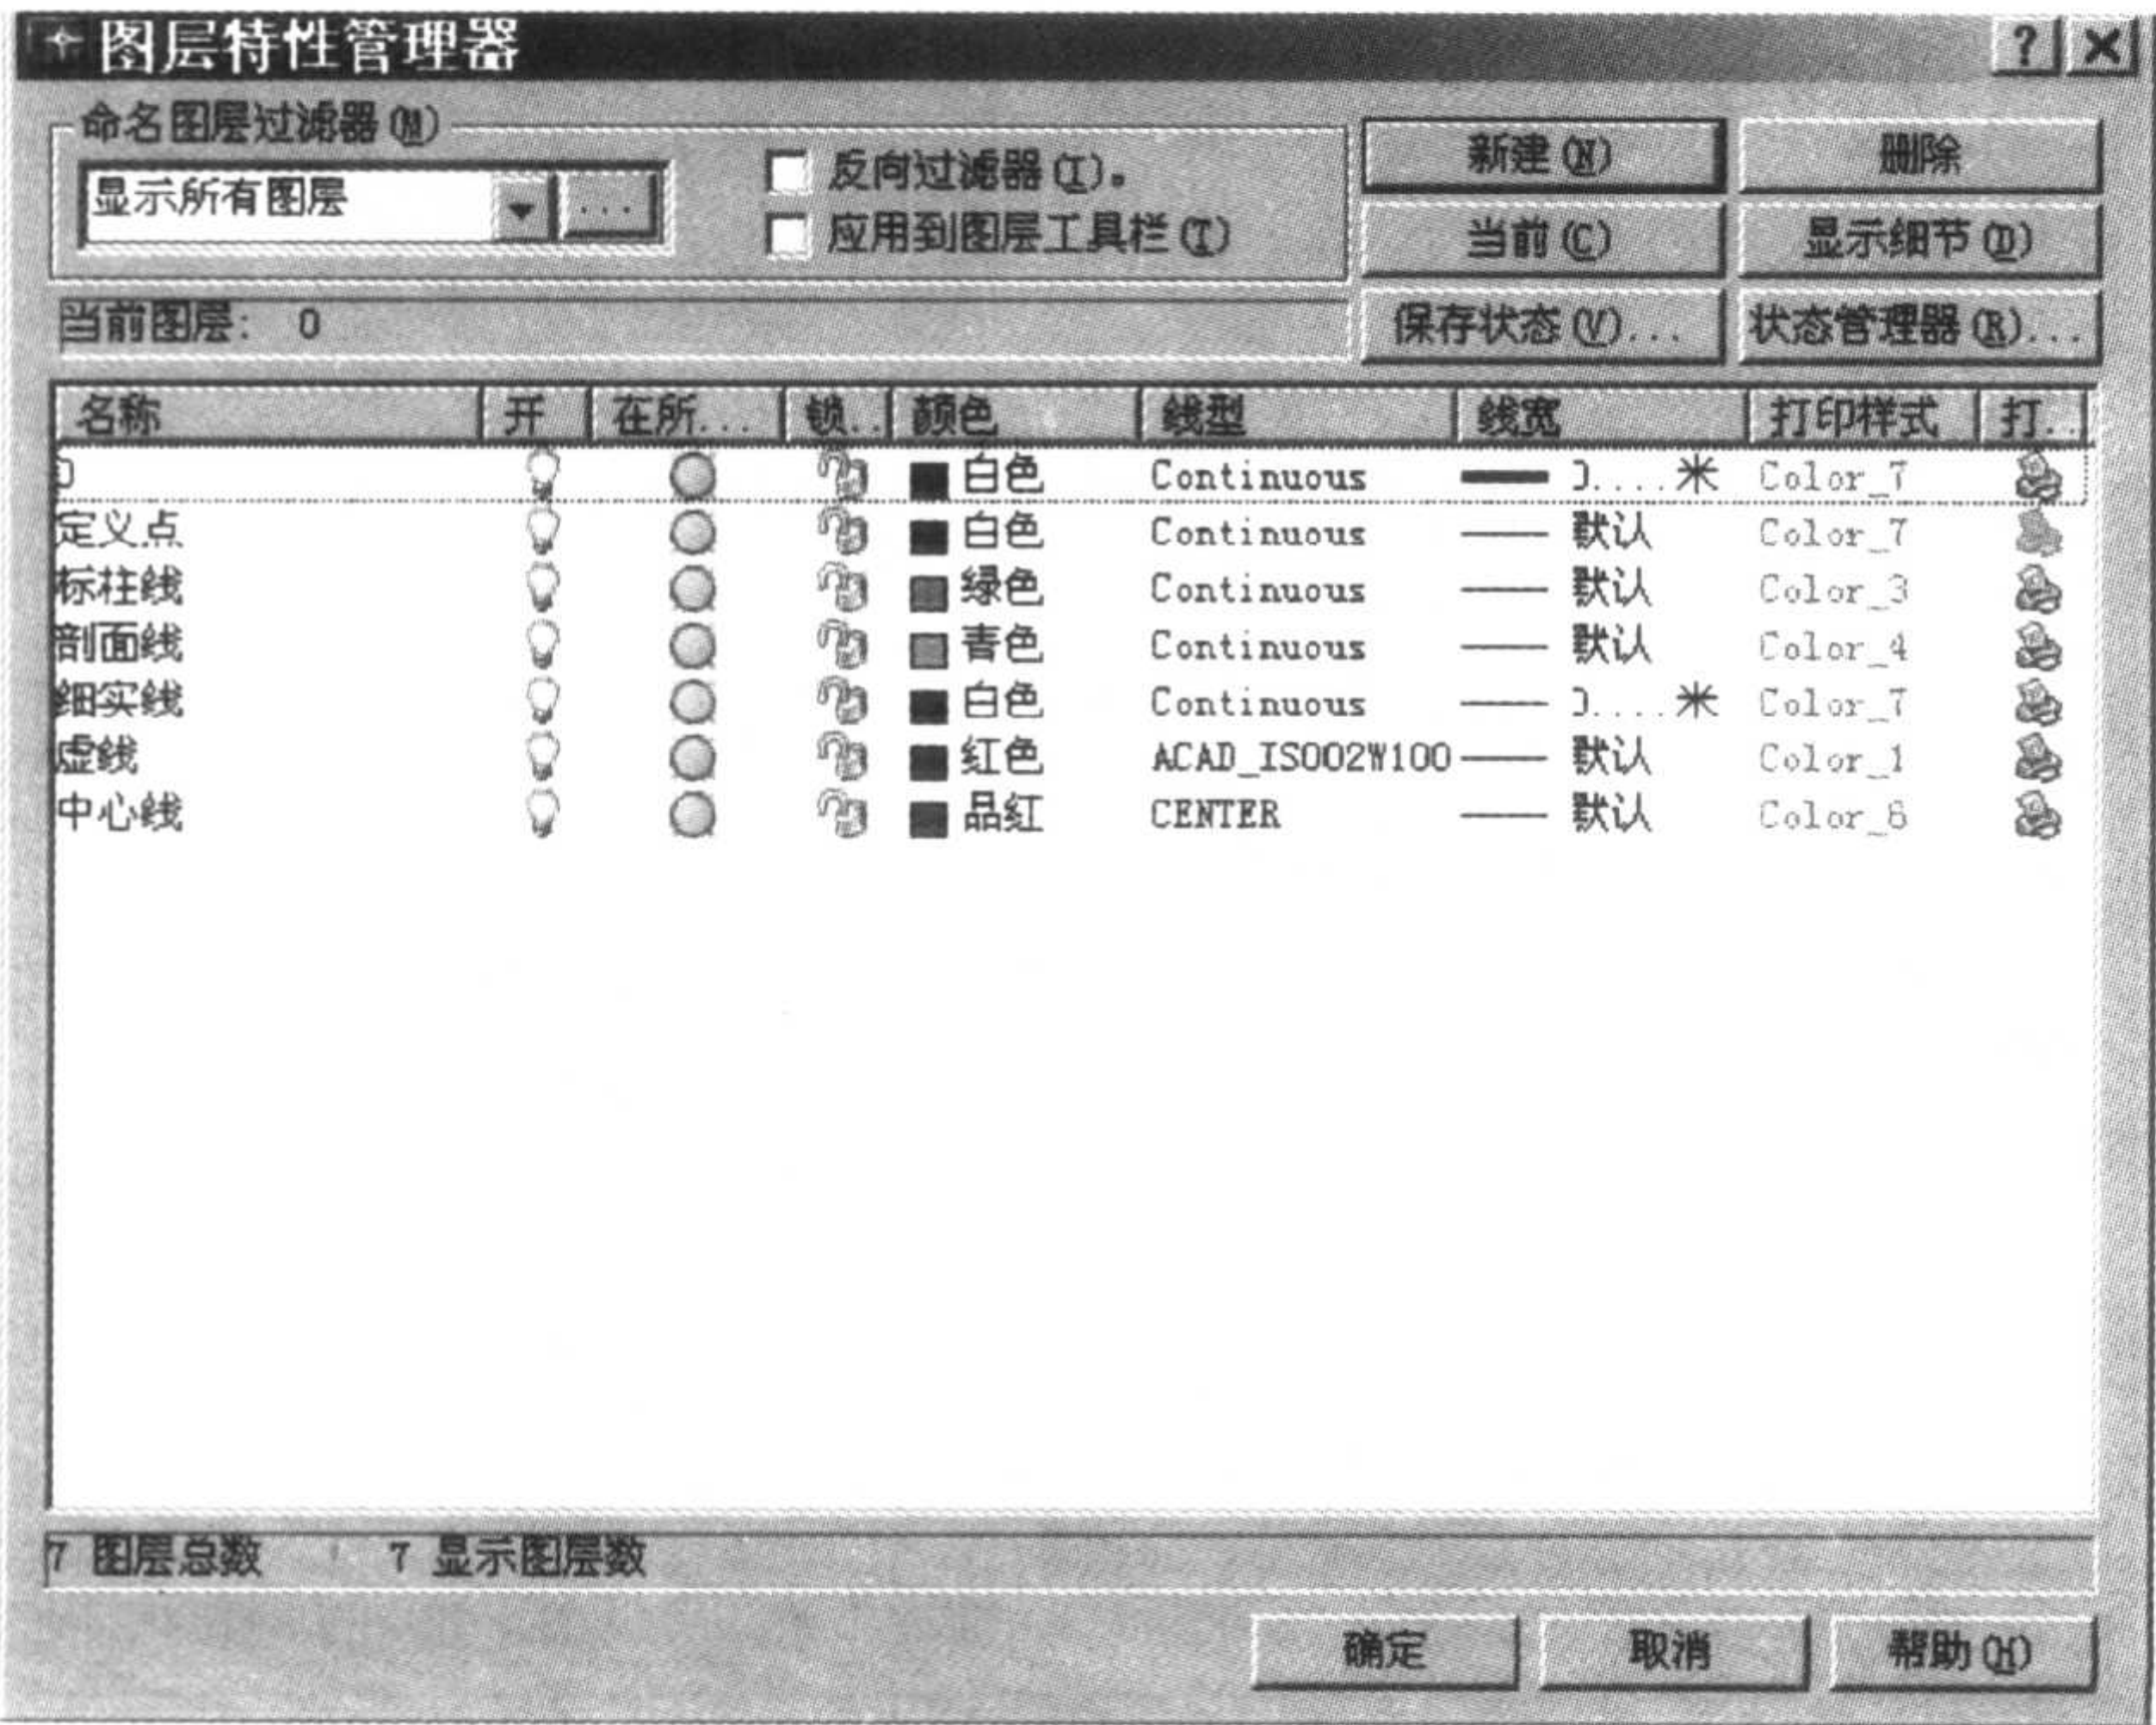 图层特性管理器
命名图层过滤器(M)
显示所有图层 ...
反向过滤器(I)。
应用到图层工具栏(T)
新建(N) 删除
当前(C) 显示细节(D)
保存状态(V)... 状态管理器(R)...
当前图层: 0
名称 开 在所... 锁.. 颜色 线型 线宽 打印样式 打..
0 白色 Continuous 0.... 米 Color_7
定义点 白色 Continuous 默认 Color_7
标柱线 绿色 Continuous 默认 Color_3
剖面线 青色 Continuous 默认 Color_4
细实线 白色 Continuous 0.... 米 Color_7
虚线 红色 ACAD_ISO02W100 默认 Color_1
中心线 品红 CENTER 默认 Color_6
7 图层总数 7 显示图层数
确定 取消 帮助(H)